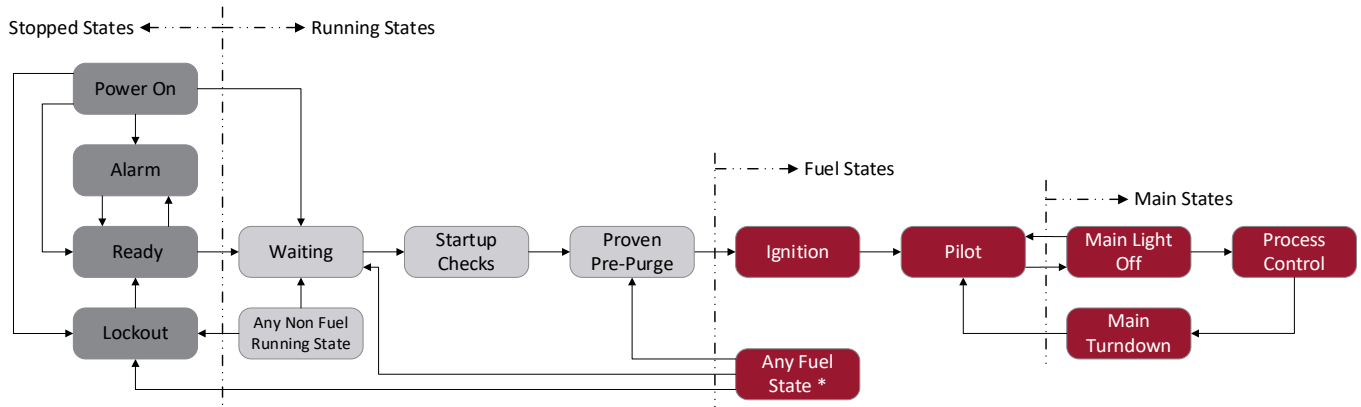 Stopped States
Running States
Power On
Alarm
Fuel States
Main States
Ready
Waiting
Startup
Checks
Proven
Pre-Purge
Ignition
Pilot
Main Light
Off
Process
Control
Lockout
Any Non Fuel
Running State
Main
Turndown
Any Fuel
State *